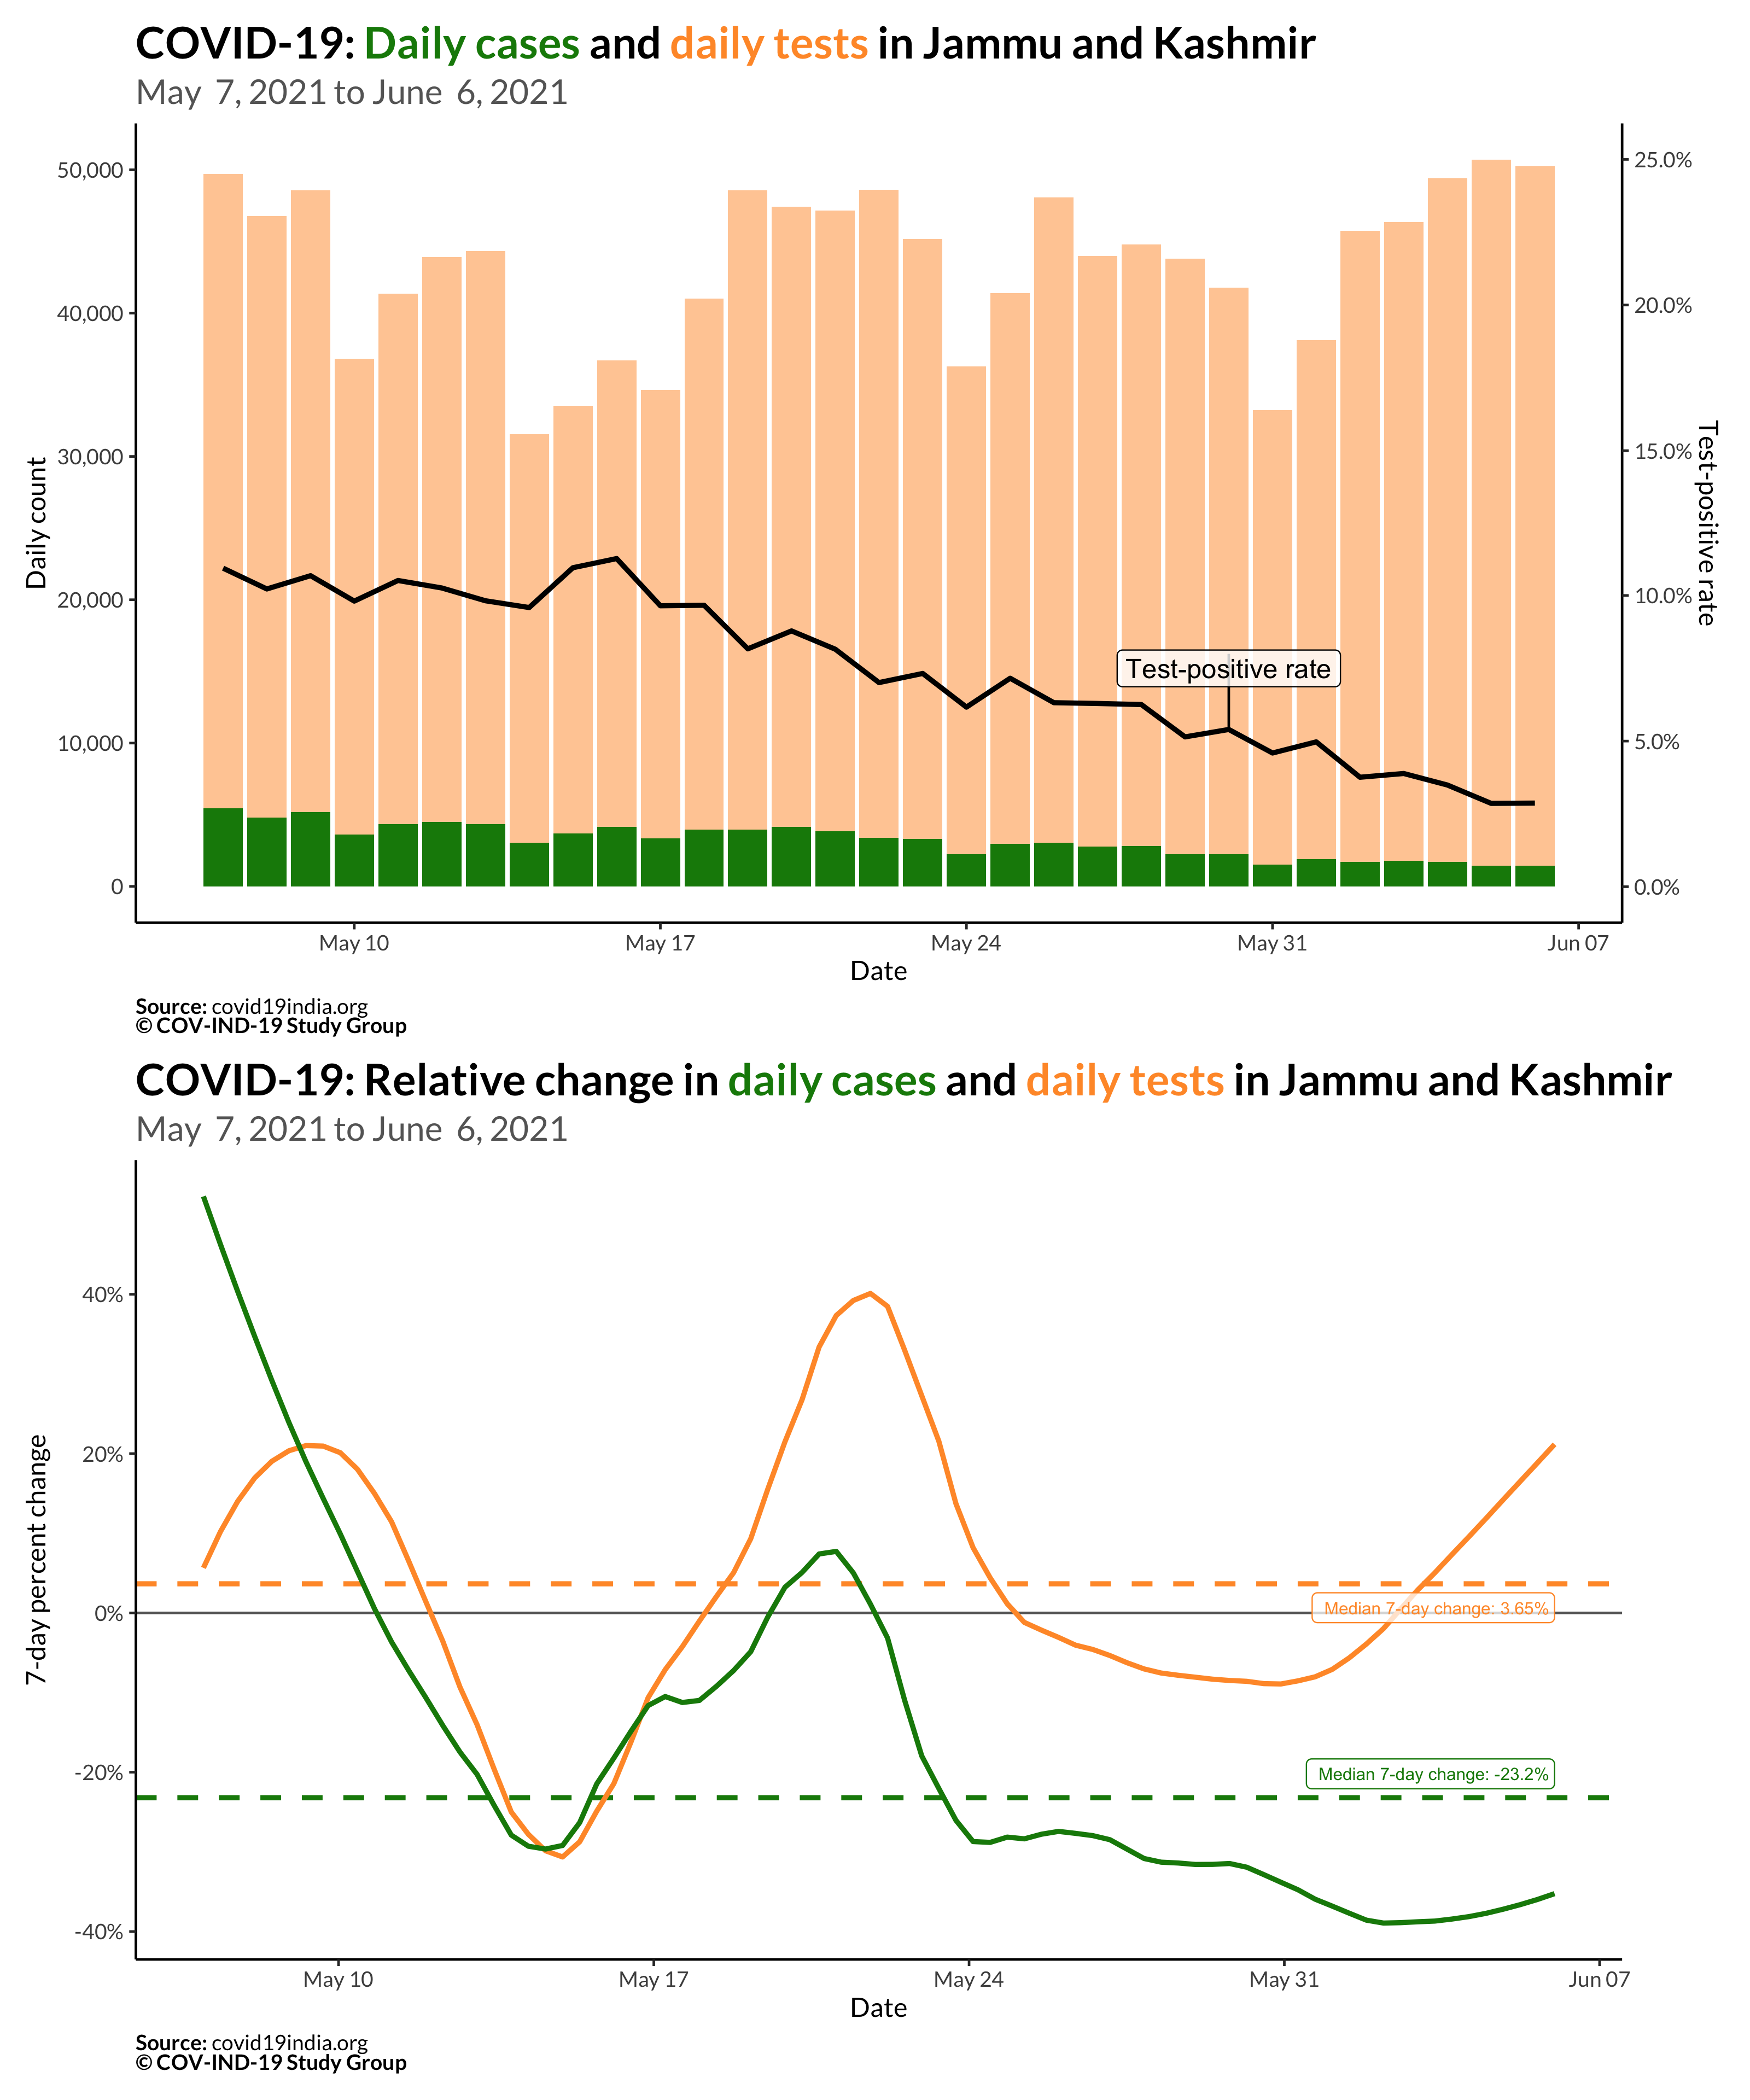 COVID-19: Daily cases and daily tests in Jammu and Kashmir
May 7, 2021 to June 6, 2021
50,000
40,000
30,000
20,000
10,000
0
Daily count
25.0%
20.0%
15.0%
10.0%
5.0%
0.0%
Test-positive rate
Test-positive rate
May 10
May 17
May 24
May 31
Jun 07
Date
Source: covid19india.org
© COV-IND-19 Study Group
COVID-19: Relative change in daily cases and daily tests in Jammu and Kashmir
May 7, 2021 to June 6, 2021
40%
20%
0%
-20%
-40%
7-day percent change
Median 7-day change: 3.65%
Median 7-day change: -23.2%
May 10
May 17
May 24
May 31
Jun 07
Date
Source: covid19india.org
© COV-IND-19 Study Group